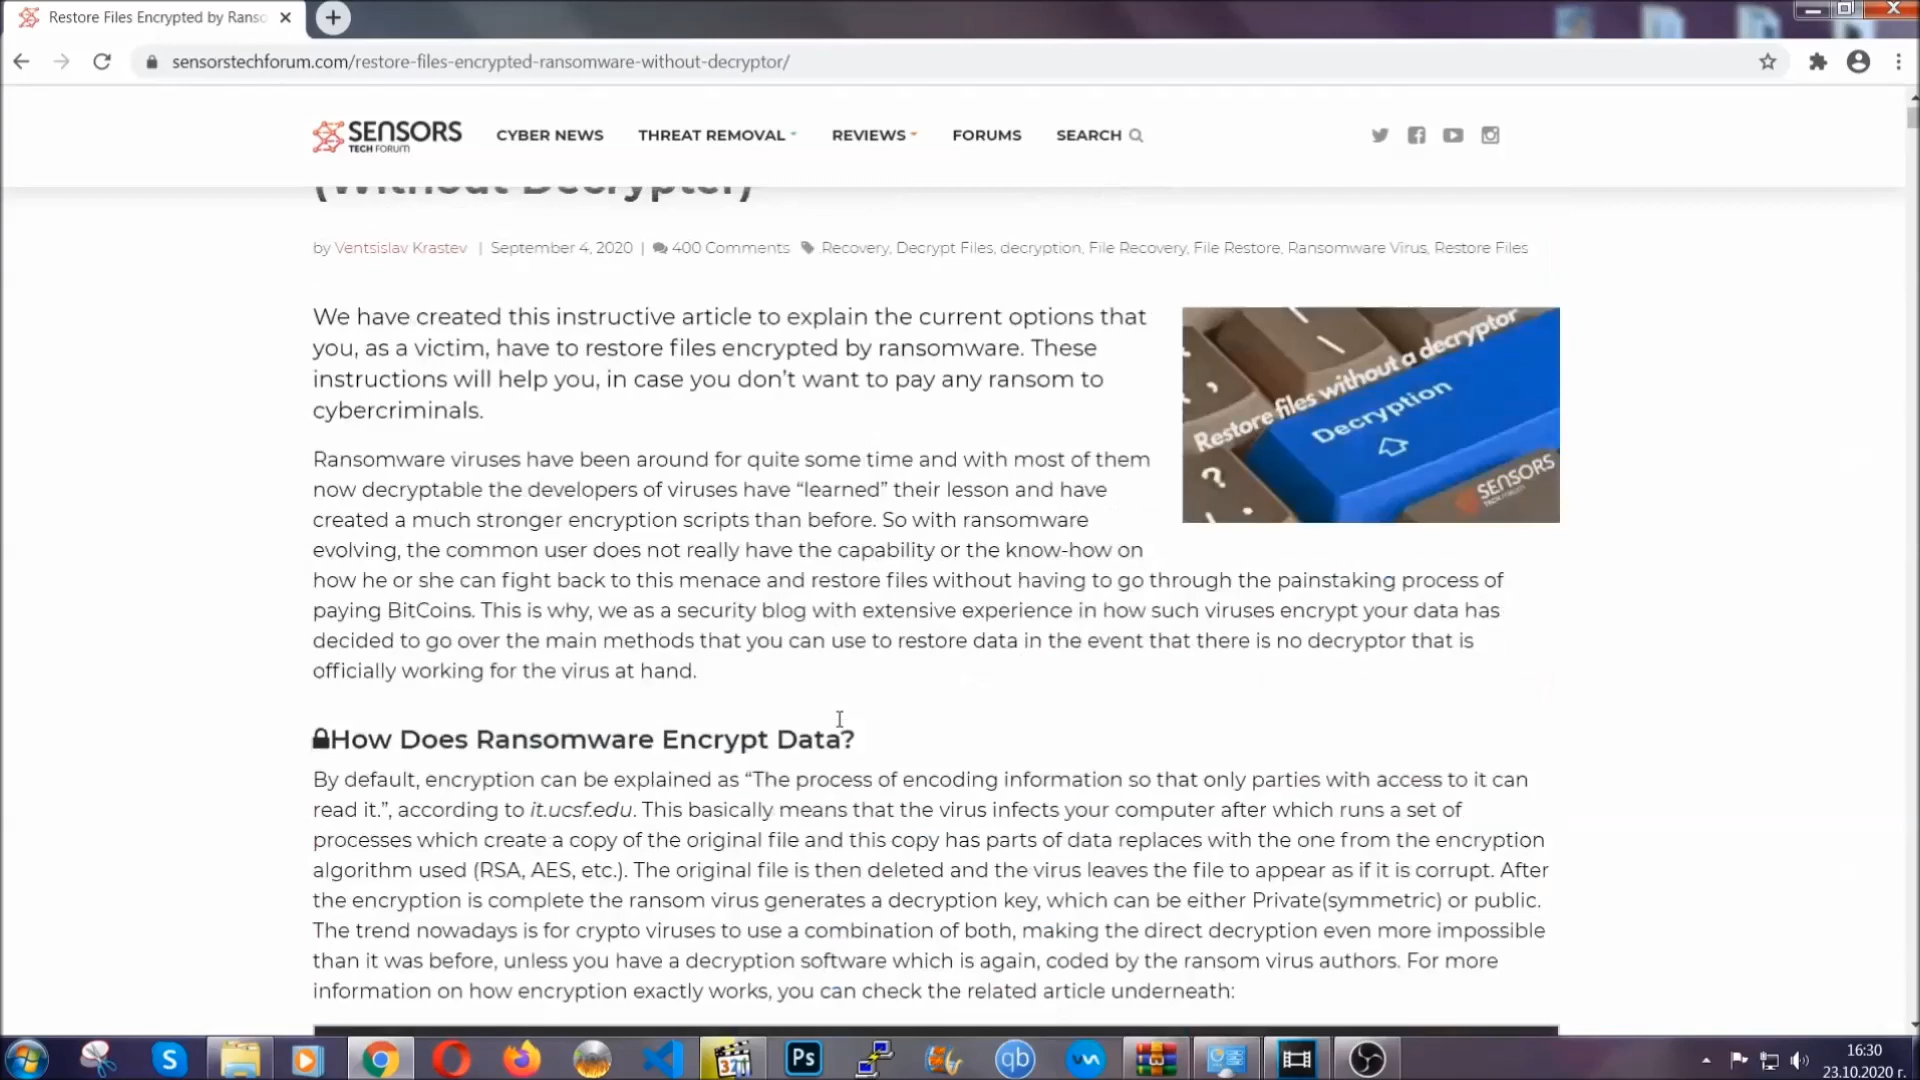 Restore Files Encrypted by Ranso
sensorstechforum.com/restore-files-encrypted-ransomware-without-decryptor/
SENSORS
TECH FORUM
CYBER NEWS
THREAT REMOVAL
REVIEWS
FORUMS
SEARCH
(Without Decrypter)
by Ventsislav Krastev | September 4, 2020 | 400 Comments Recovery, Decrypt Files, decryption, File Recovery, File Restore, Ransomware Virus, Restore Files
We have created this instructive article to explain the current options that
you, as a victim, have to restore files encrypted by ransomware. These
instructions will help you, in case you don't want to pay any ransom to
cybercriminals.
Restore files without a decryptor
Decryption
SENSORS
Ransomware viruses have been around for quite some time and with most of them
now decryptable the developers of viruses have “learned” their lesson and have
created a much stronger encryption scripts than before. So with ransomware
evolving, the common user does not really have the capability or the know-how on
how he or she can fight back to this menace and restore files without having to go through the painstaking process of
paying BitCoins. This is why, we as a security blog with extensive experience in how such viruses encrypt your data has
decided to go over the main methods that you can use to restore data in the event that there is no decryptor that is
officially working for the virus at hand.
How Does Ransomware Encrypt Data?
By default, encryption can be explained as “The process of encoding information so that only parties with access to it can
read it.”, according to it.ucsf.edu. This basically means that the virus infects your computer after which runs a set of
processes which create a copy of the original file and this copy has parts of data replaces with the one from the encryption
algorithm used (RSA, AES, etc.). The original file is then deleted and the virus leaves the file to appear as if it is corrupt. After
the encryption is complete the ransom virus generates a decryption key, which can be either Private(symmetric) or public.
The trend nowadays is for crypto viruses to use a combination of both, making the direct decryption even more impossible
than it was before, unless you have a decryption software which is again, coded by the ransom virus authors. For more
information on how encryption exactly works, you can check the related article underneath:
S
321
Ps
qb
16:30
23.10.2020 г.